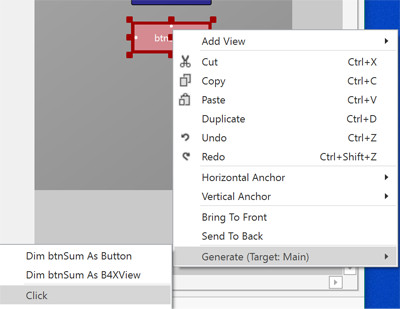 btn
Add View
Cut Ctrl+X
Copy Ctrl+C
Paste Ctrl+V
Duplicate Ctrl+D
Undo Ctrl+Z
Redo Ctrl+Shift+Z
Horizontal Anchor
Vertical Anchor
Bring To Front
Send To Back
Generate (Target: Main)
Dim btnSum As Button
Dim btnSum As B4XView
Click